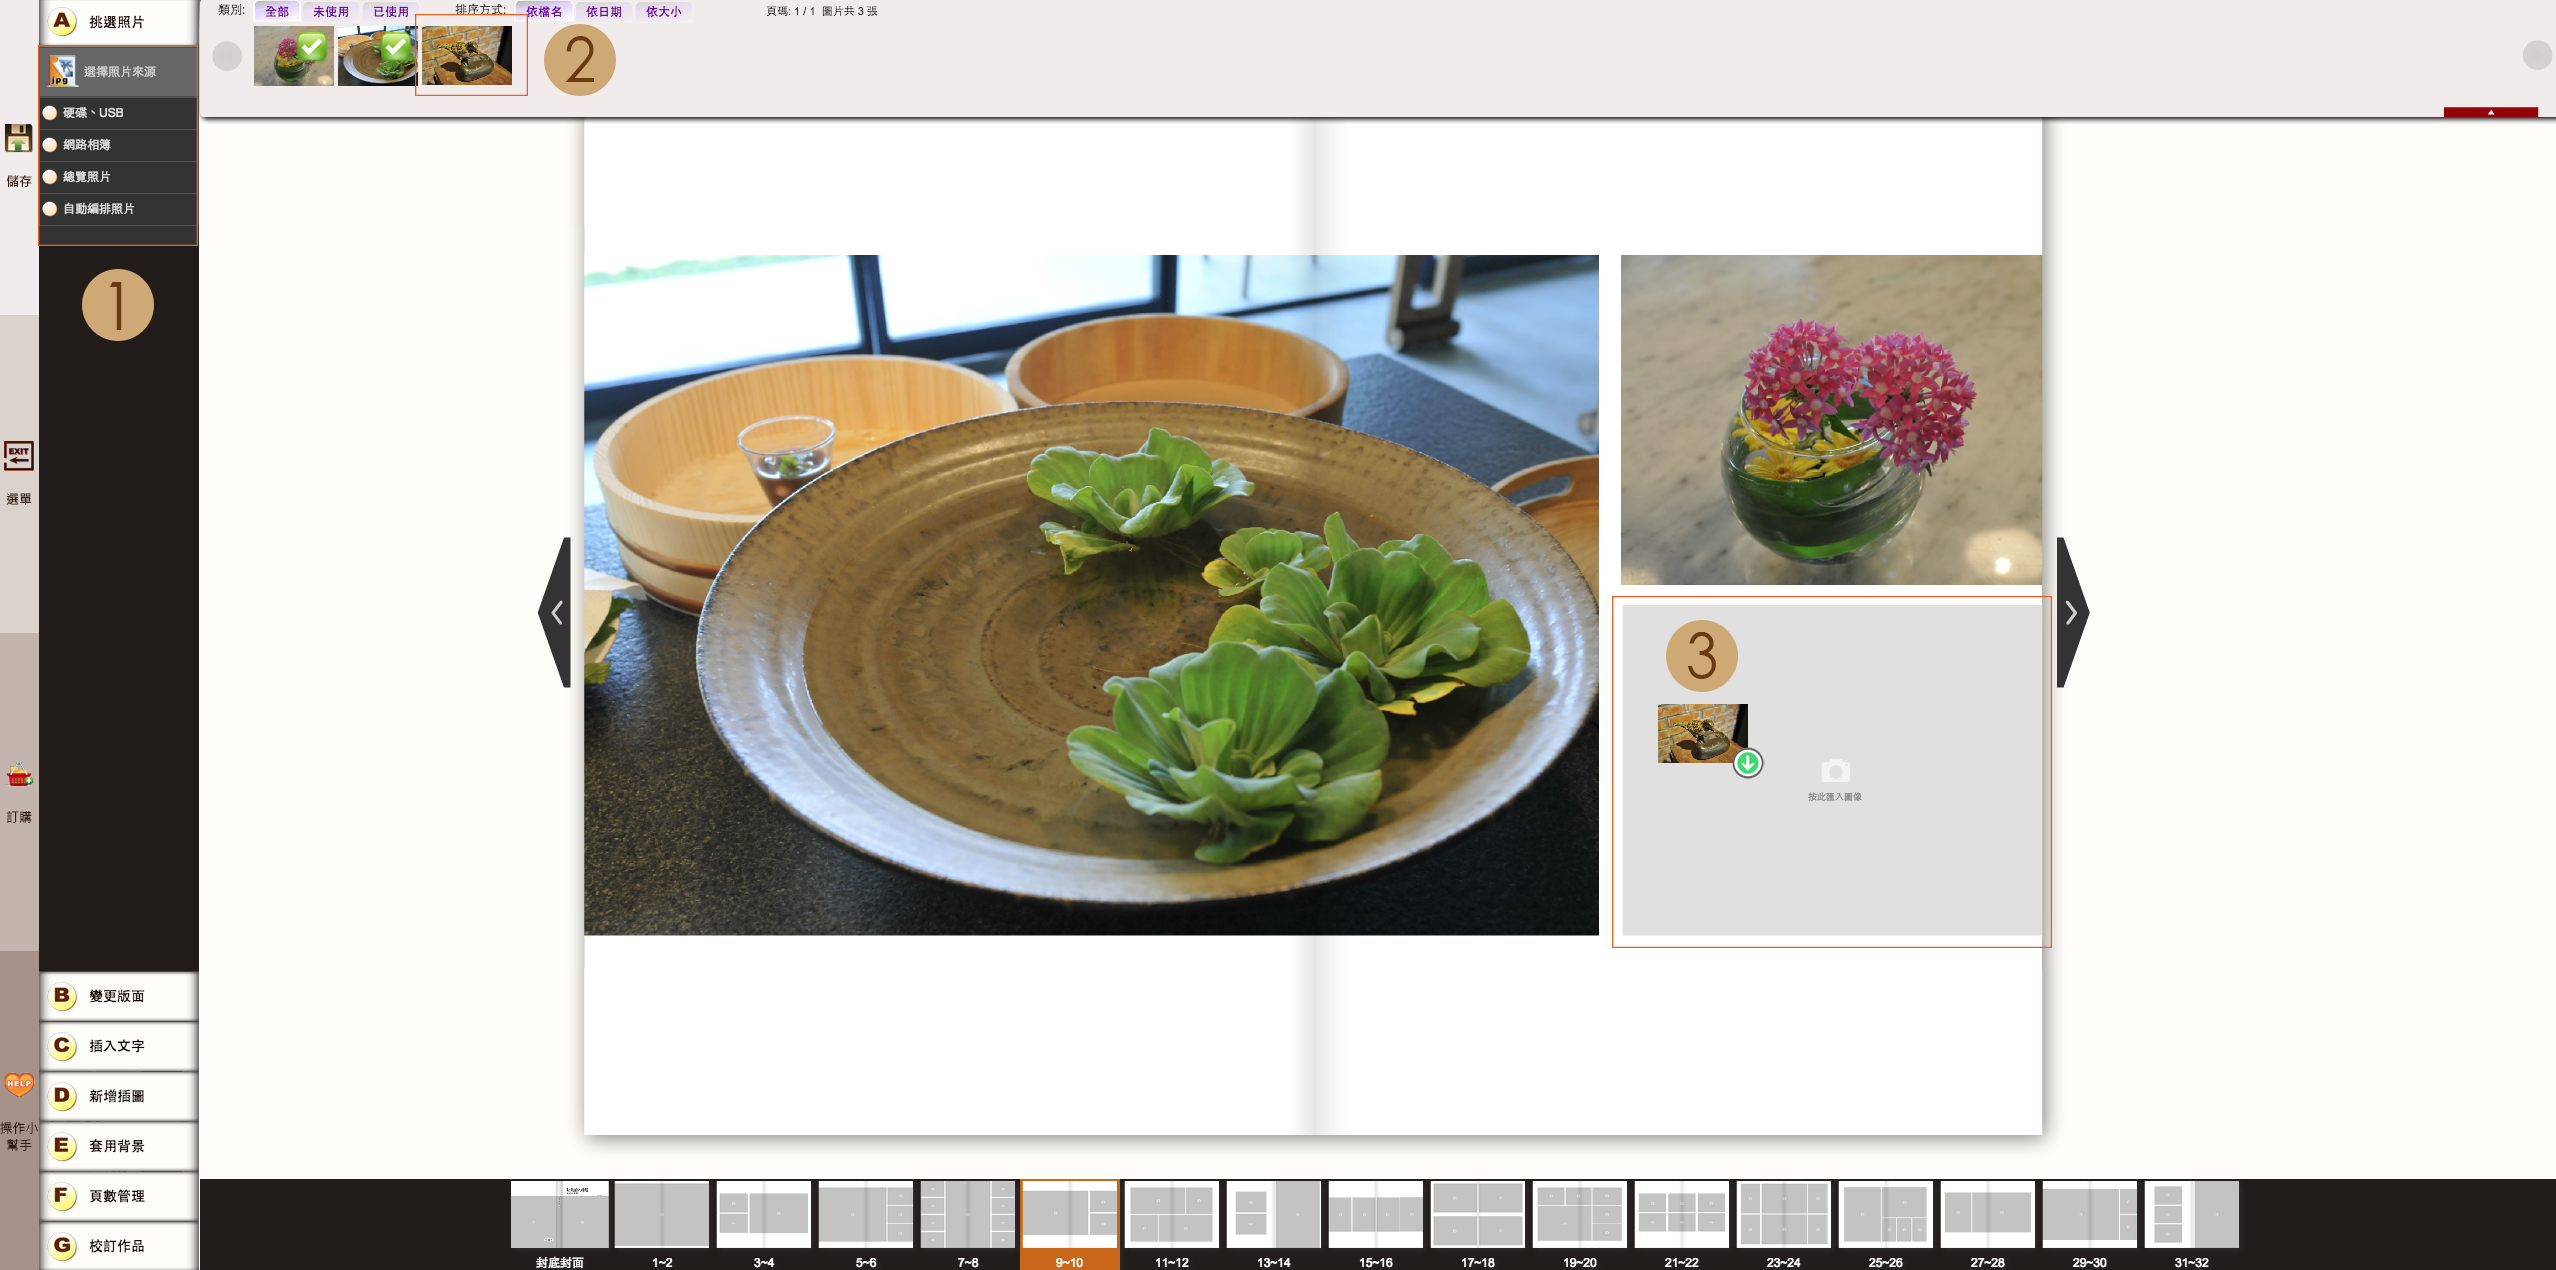 A 挑選照片
類別: 全部 未使用 已使用 排序方式: 依檔名 依日期 依大小 頁碼: 1 / 1 圖片共 3 張
2
jpg 選擇照片來源
硬碟、USB
網路相簿
總覽照片
自動編排照片
儲存
1
EXIT
選單
3
按此匯入圖像
訂購
B 變更版面
C 插入文字
HELP
D 新增插圖
操作小
幫手
E 套用背景
F 頁數管理
G 校訂作品
封底封面 1~2 3~4 5~6 7~8 9~10 11~12 13~14 15~16 17~18 19~20 21~22 23~24 25~26 27~28 29~30 31~32